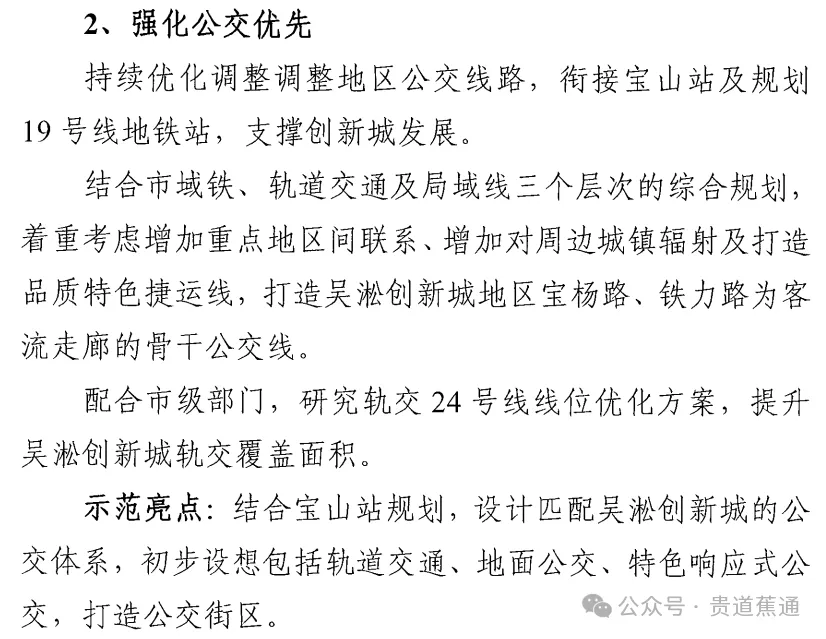 2、强化公交优先
持续优化调整调整地区公交线路，衔接宝山站及规划
19 号线地铁站，支撑创新城发展。
结合市域铁、轨道交通及局域线三个层次的综合规划，
着重考虑增加重点地区间联系、增加对周边城镇辐射及打造
品质特色捷运线，打造吴淞创新城地区宝杨路、铁力路为客
流走廊的骨干公交线。
配合市级部门，研究轨交 24 号线线位优化方案，提升
吴淞创新城轨交覆盖面积。
示范亮点：结合宝山站规划，设计匹配吴淞创新城的公
交体系，初步设想包括轨道交通、地面公交、特色响应式公
交，打造公交街区。
公众号 · 贵道蕉通